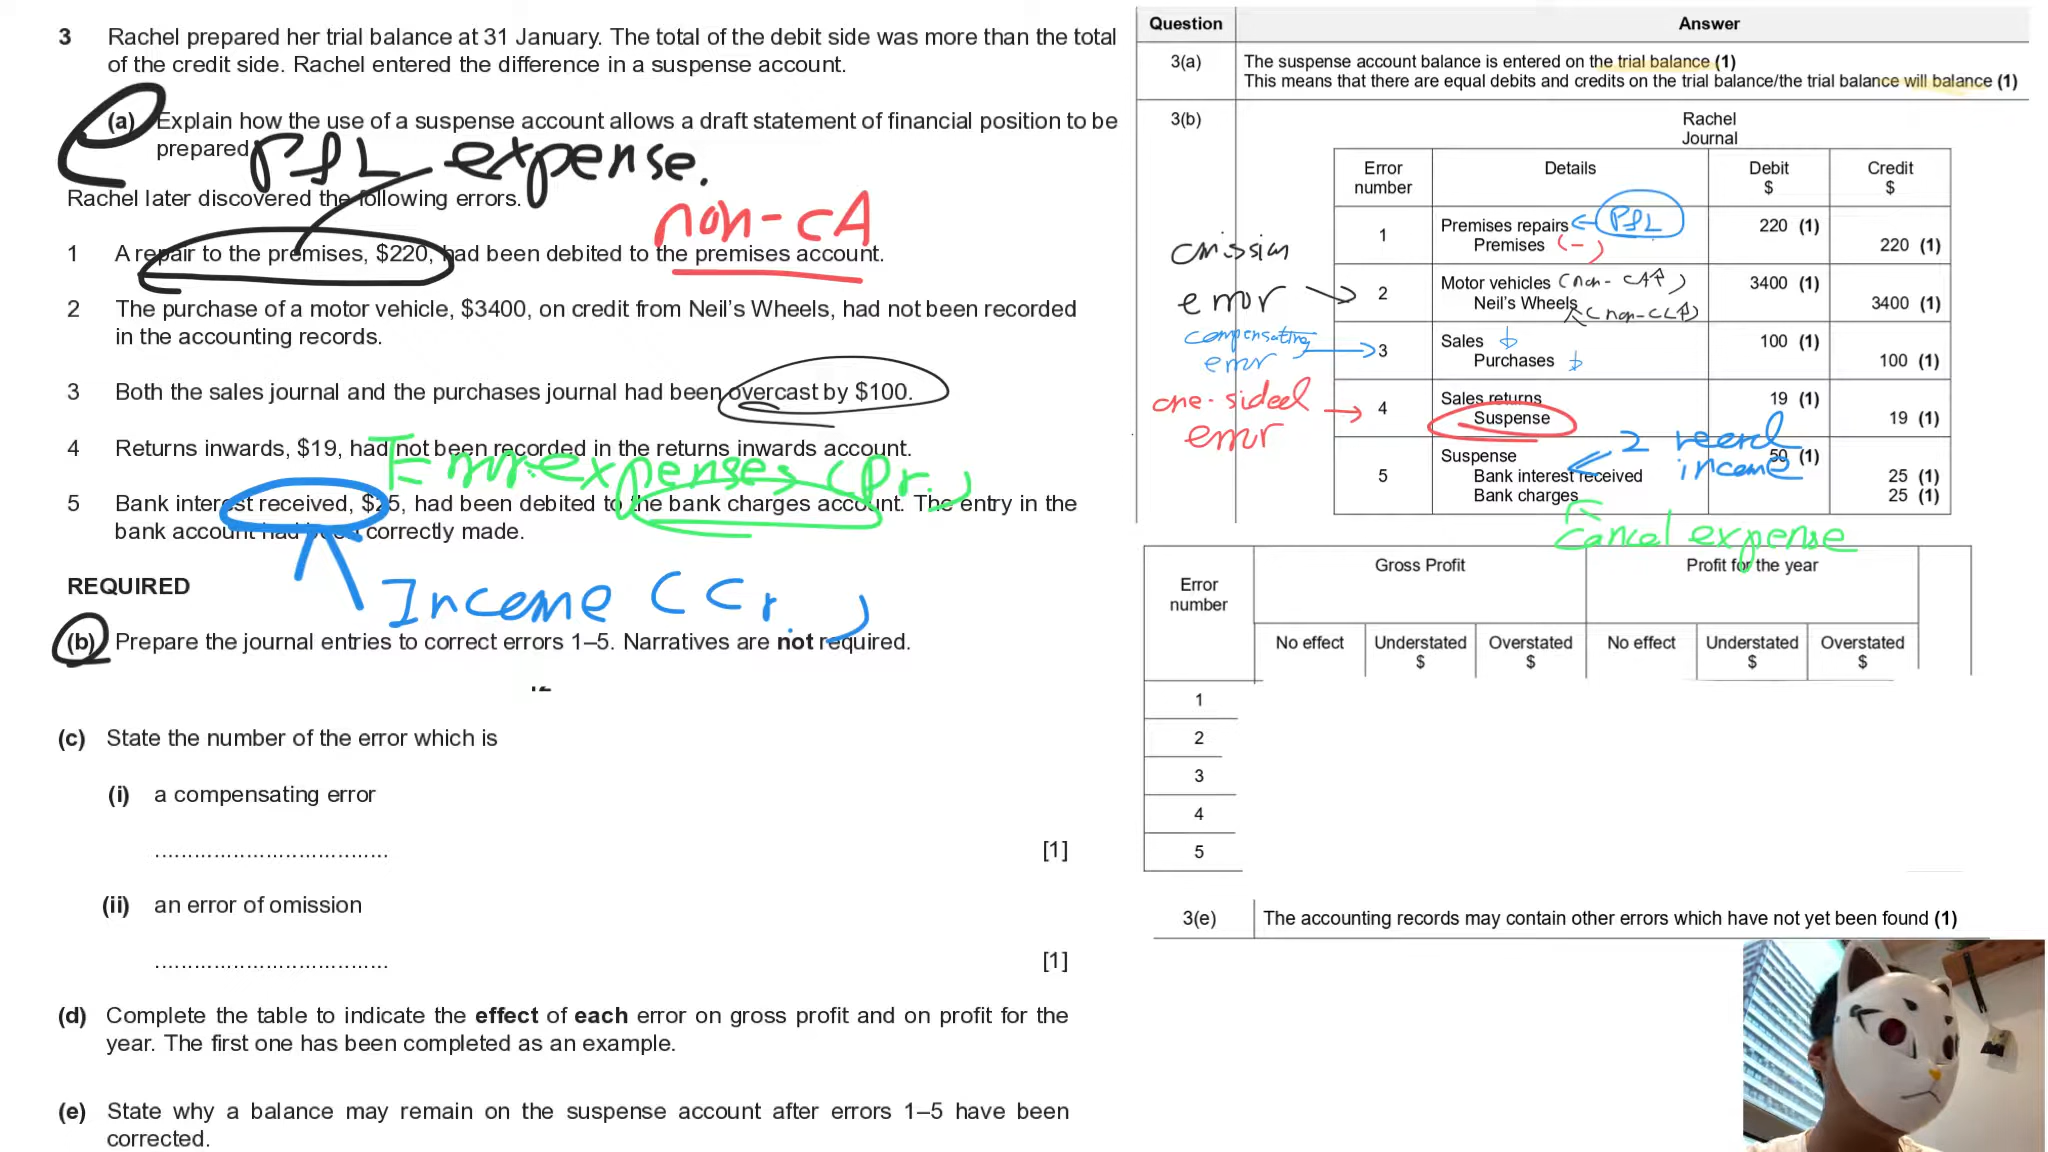 3 Rachel prepared her trial balance at 31 January. The total of the debit side was more than the total
of the credit side. Rachel entered the difference in a suspense account.
(a) Explain how the use of a suspense account allows a draft statement of financial position to be
prepared
P&L expense.
Rachel later discovered the following errors.
non-CA
1 A repair to the premises, $220, had been debited to the premises account.
2 The purchase of a motor vehicle, $3400, on credit from Neil's Wheels, had not been recorded
in the accounting records.
3 Both the sales journal and the purchases journal had been overcast by $100.
4 Returns inwards, $19, had not been recorded in the returns inwards account.
expenses (Dr.)
5 Bank interest received, $25, had been debited to the bank charges account. The entry in the
bank account had been correctly made.
REQUIRED
Income (Cr.)
(b) Prepare the journal entries to correct errors 1–5. Narratives are not required.
(c) State the number of the error which is
(i) a compensating error
.................................. [1]
(ii) an error of omission
.................................. [1]
(d) Complete the table to indicate the effect of each error on gross profit and on profit for the
year. The first one has been completed as an example.
(e) State why a balance may remain on the suspense account after errors 1–5 have been
corrected.
Question Answer
3(a) The suspense account balance is entered on the trial balance (1)
This means that there are equal debits and credits on the trial balance/the trial balance will balance (1)
3(b) Rachel
Journal
Error number Details Debit $ Credit $
1 Premises repairs P&L 220 (1)
Premises (-) 220 (1)
omission
error
2 Motor vehicles (non-CA↑) 3400 (1)
Neil's Wheels 3400 (1)
compensating
error
3 Sales 100 (1)
Purchases 100 (1)
one-sided
error
4 Sales returns 19 (1)
Suspense 19 (1)
record
income
5 Suspense 50 (1)
Bank interest received 25 (1)
Bank charges 25 (1)
Cancel expense
Error number Gross Profit Profit for the year
No effect Understated $ Overstated $ No effect Understated $ Overstated $
1
2
3
4
5
3(e) The accounting records may contain other errors which have not yet been found (1)